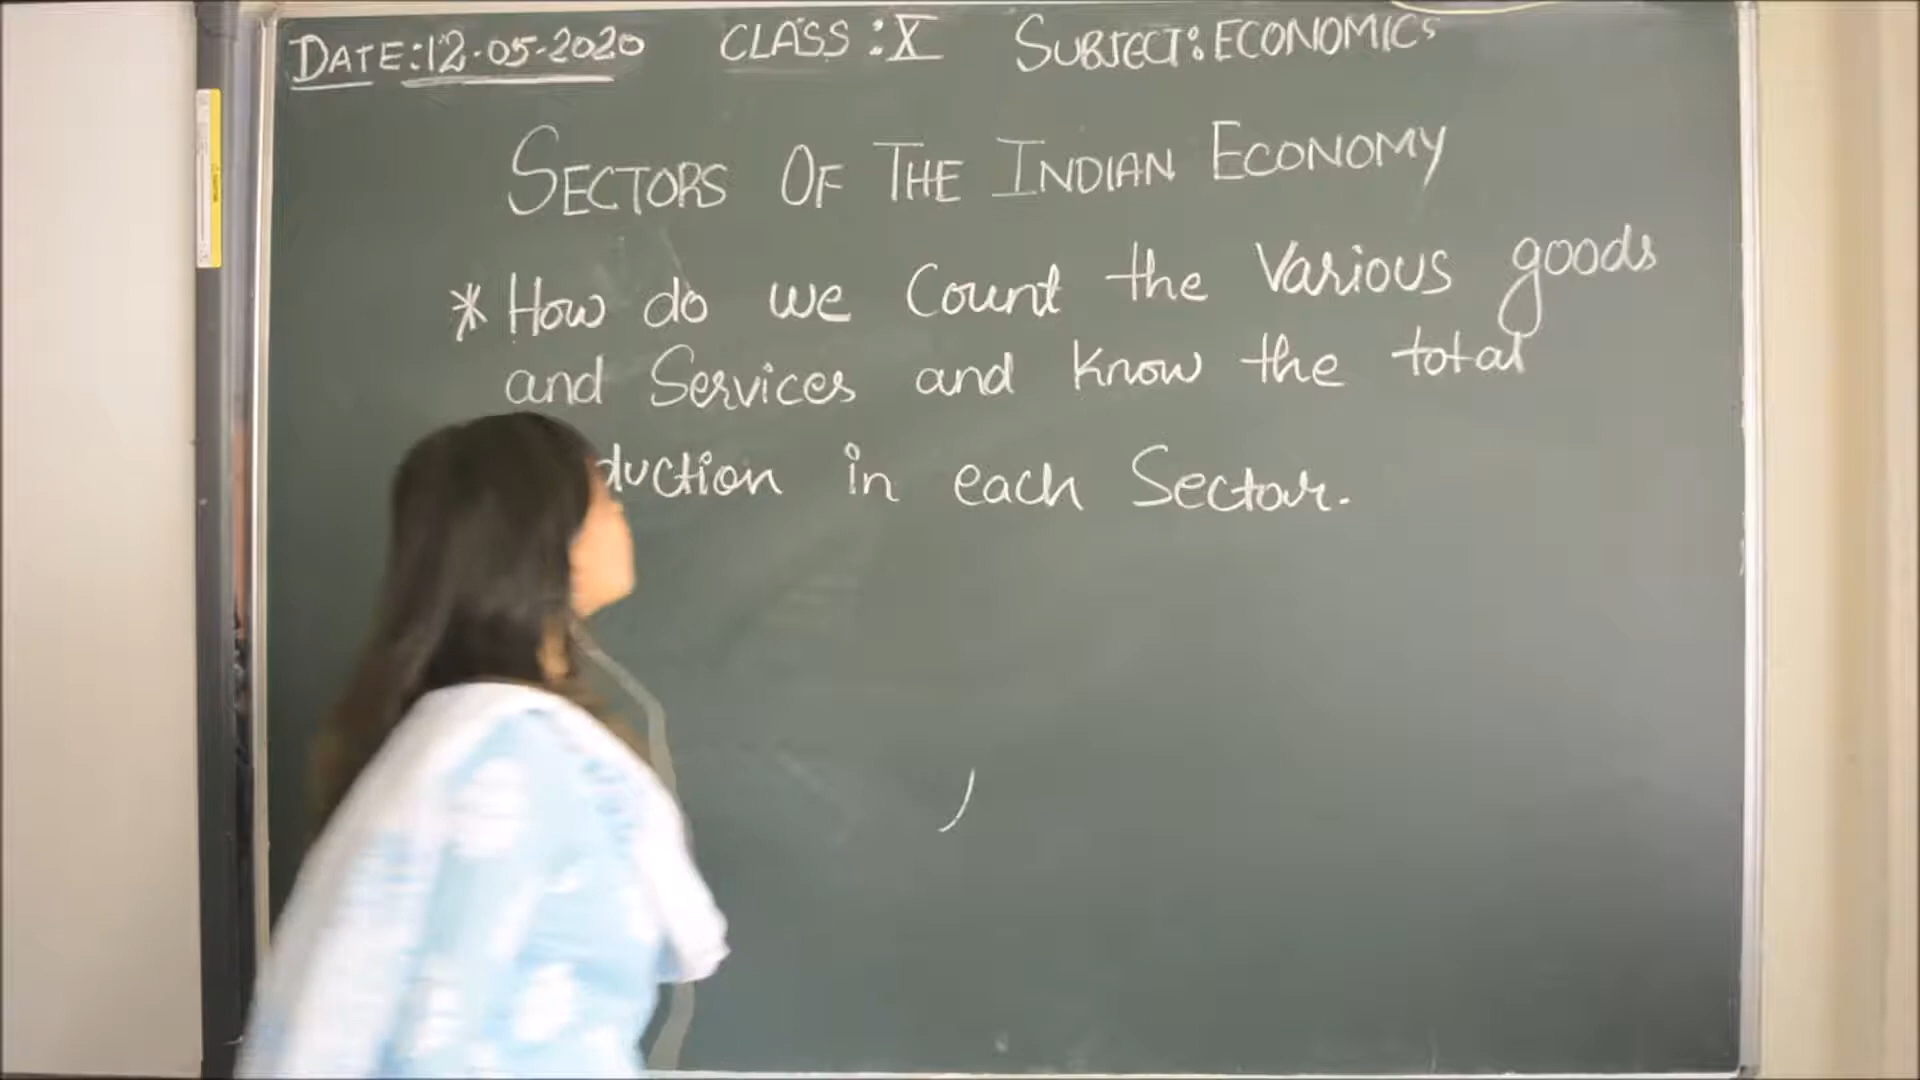 DATE:12-05-2020 CLASS:X SUBJECT:ECONOMICS
SECTORS OF THE INDIAN ECONOMY
* How do we Count the Various goods
and Services and know the total
duction in each Sector.